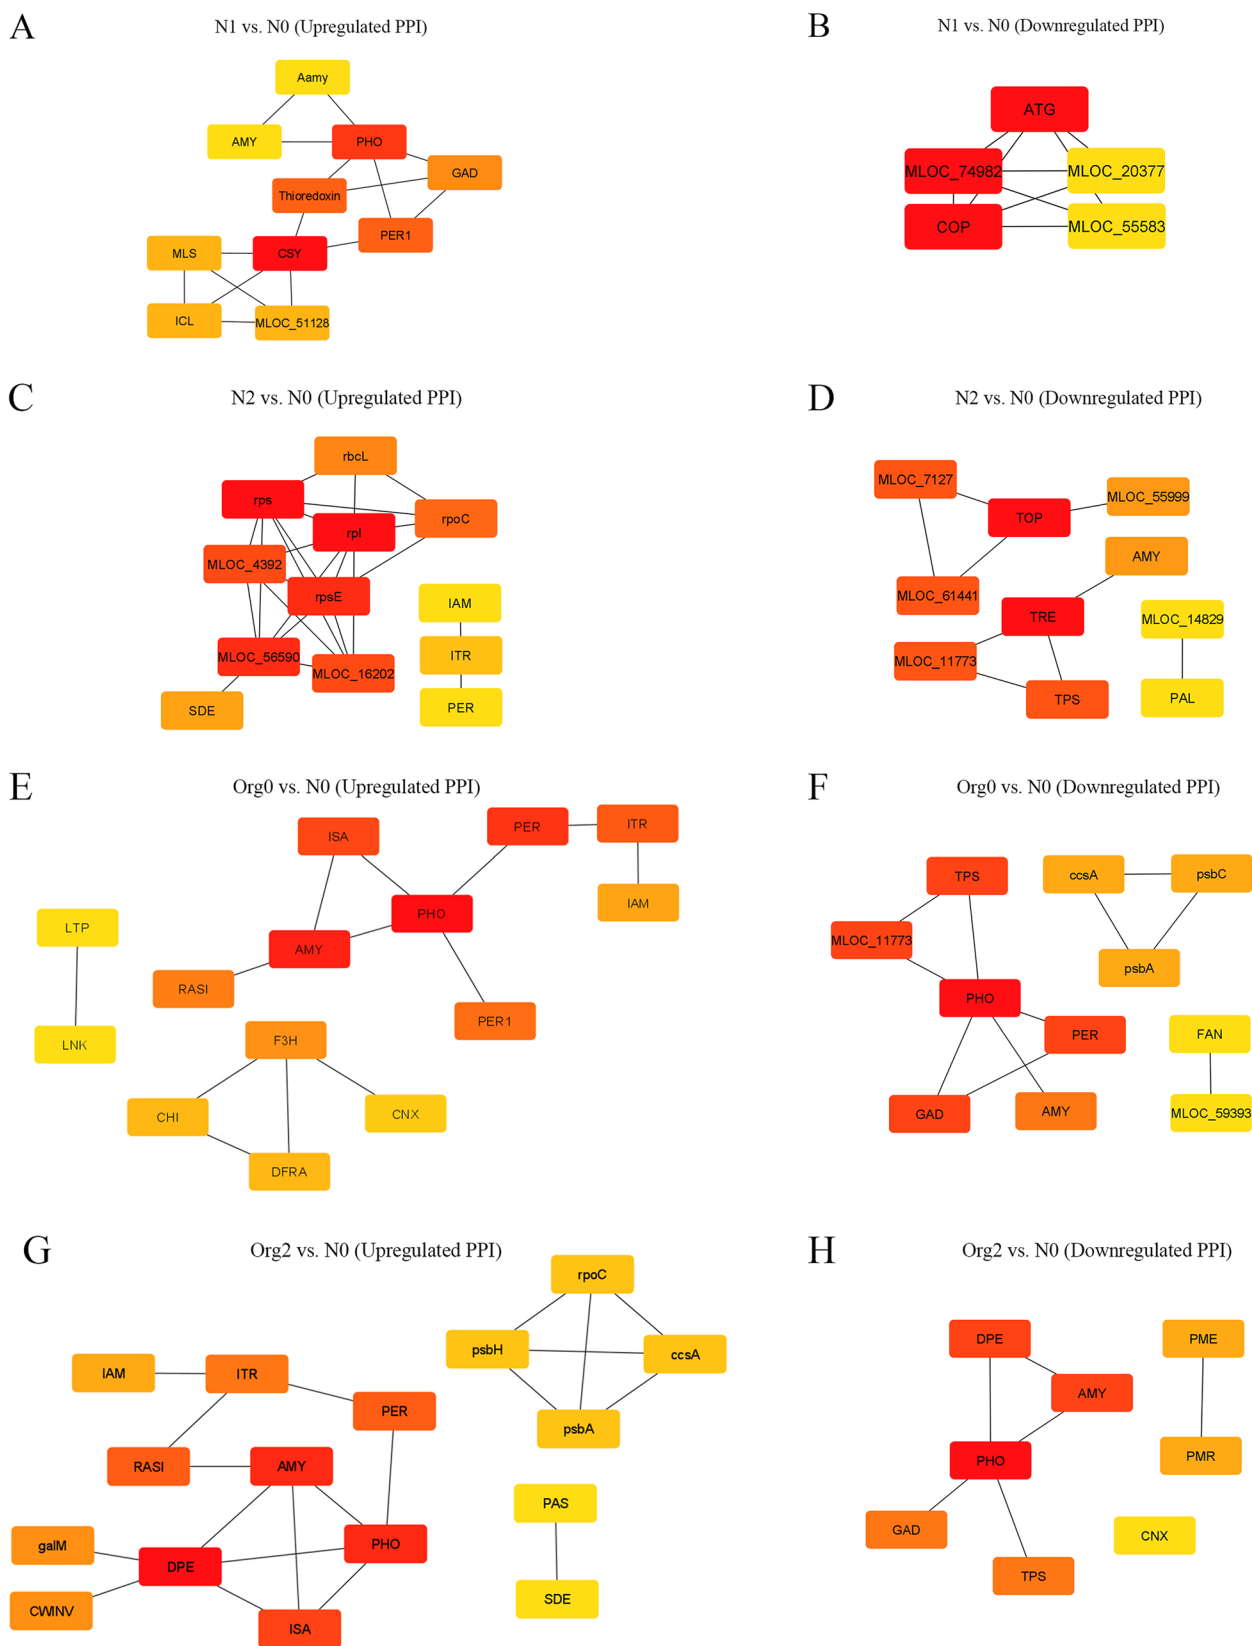 A
N1 vs. N0 (Upregulated PPI)
Aamy
AMY
PHO
GAD
Thioredoxin
PER1
MLS
CSY
ICL
MLOC_51128
B
N1 vs. N0 (Downregulated PPI)
ATG
MLOC_74982
MLOC_20377
COP
MLOC_55583
C
N2 vs. N0 (Upregulated PPI)
rbcL
rps
rpoC
rpl
MLOC_4392
rpsE
IAM
MLOC_56590
ITR
MLOC_16202
SDE
PER
D
N2 vs. N0 (Downregulated PPI)
MLOC_7127
MLOC_55999
TOP
AMY
MLOC_61441
TRE
MLOC_14829
MLOC_11773
TPS
PAL
E
Org0 vs. N0 (Upregulated PPI)
ISA
PER
ITR
IAM
PHO
LTP
AMY
RASI
PER1
LNK
F3H
CHI
CNX
DFRA
F
Org0 vs. N0 (Downregulated PPI)
TPS
ccsA
psbC
MLOC_11773
psbA
PHO
PER
FAN
GAD
AMY
MLOC_59393
G
Org2 vs. N0 (Upregulated PPI)
rpoC
psbH
ccsA
IAM
ITR
PER
psbA
RASI
AMY
PAS
galM
PHO
DPE
SDE
CWINV
ISA
H
Org2 vs. N0 (Downregulated PPI)
DPE
PME
AMY
PHO
PMR
GAD
CNX
TPS